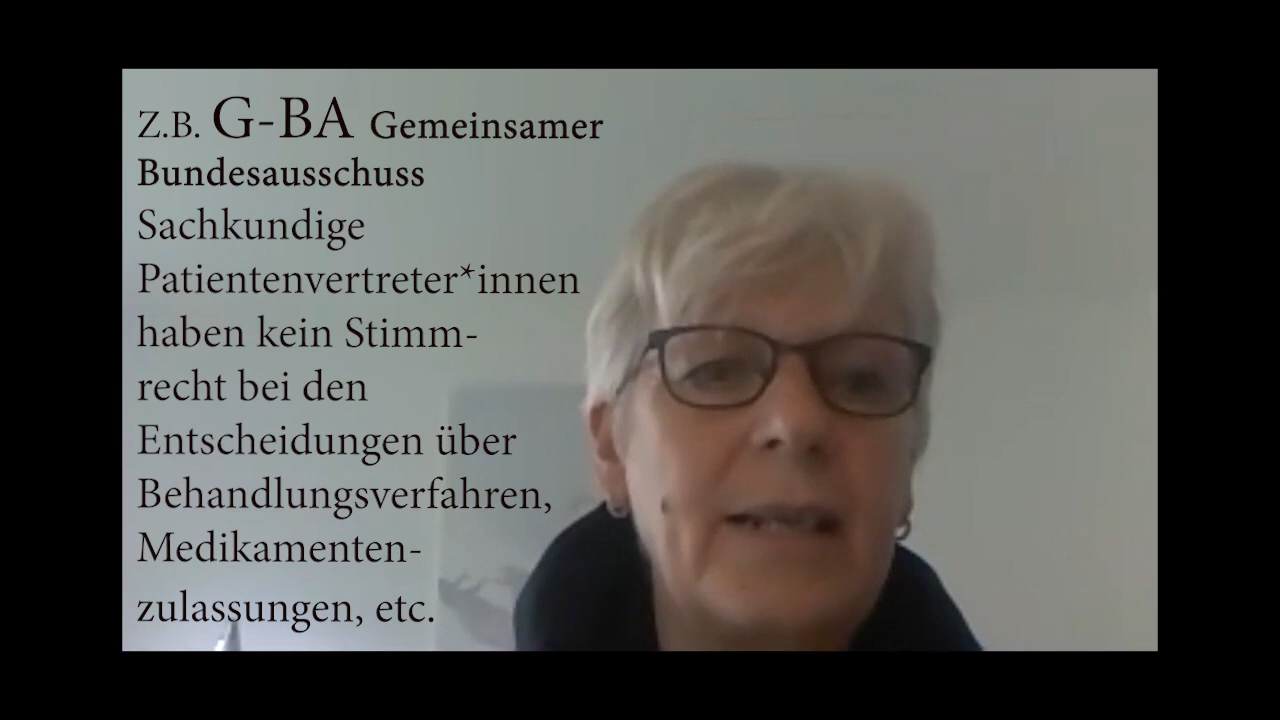 Z.B. G-BA Gemeinsamer
Bundesausschuss
Sachkundige
Patientenvertreter*innen
haben kein Stimm-
recht bei den
Entscheidungen über
Behandlungsverfahren,
Medikamenten-
zulassungen, etc.